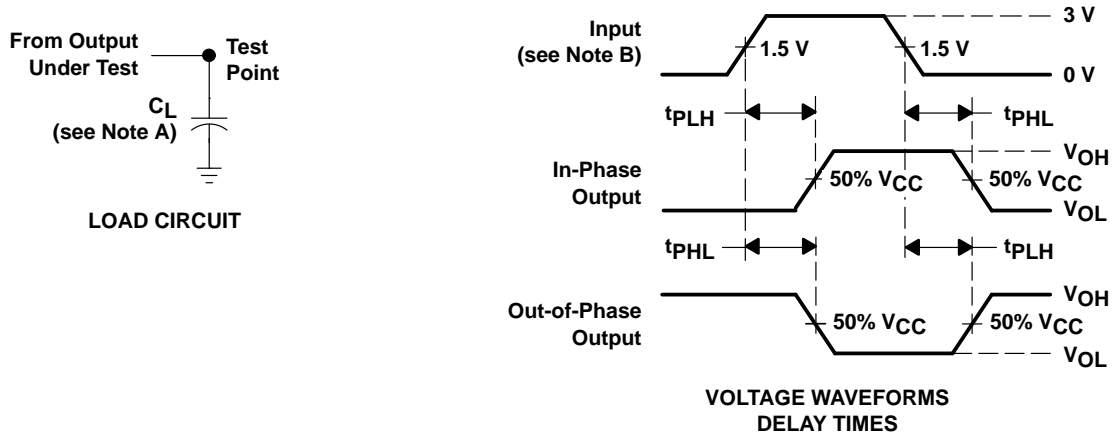 From Output
Under Test
Test
Point
CL
(see Note A)
LOAD CIRCUIT
Input
(see Note B)
1.5 V
1.5 V
3 V
0 V
tPLH
tPHL
In-Phase
Output
50% VCC
50% VCC
VOH
VOL
tPHL
tPLH
Out-of-Phase
Output
50% VCC
50% VCC
VOH
VOL
VOLTAGE WAVEFORMS
DELAY TIMES